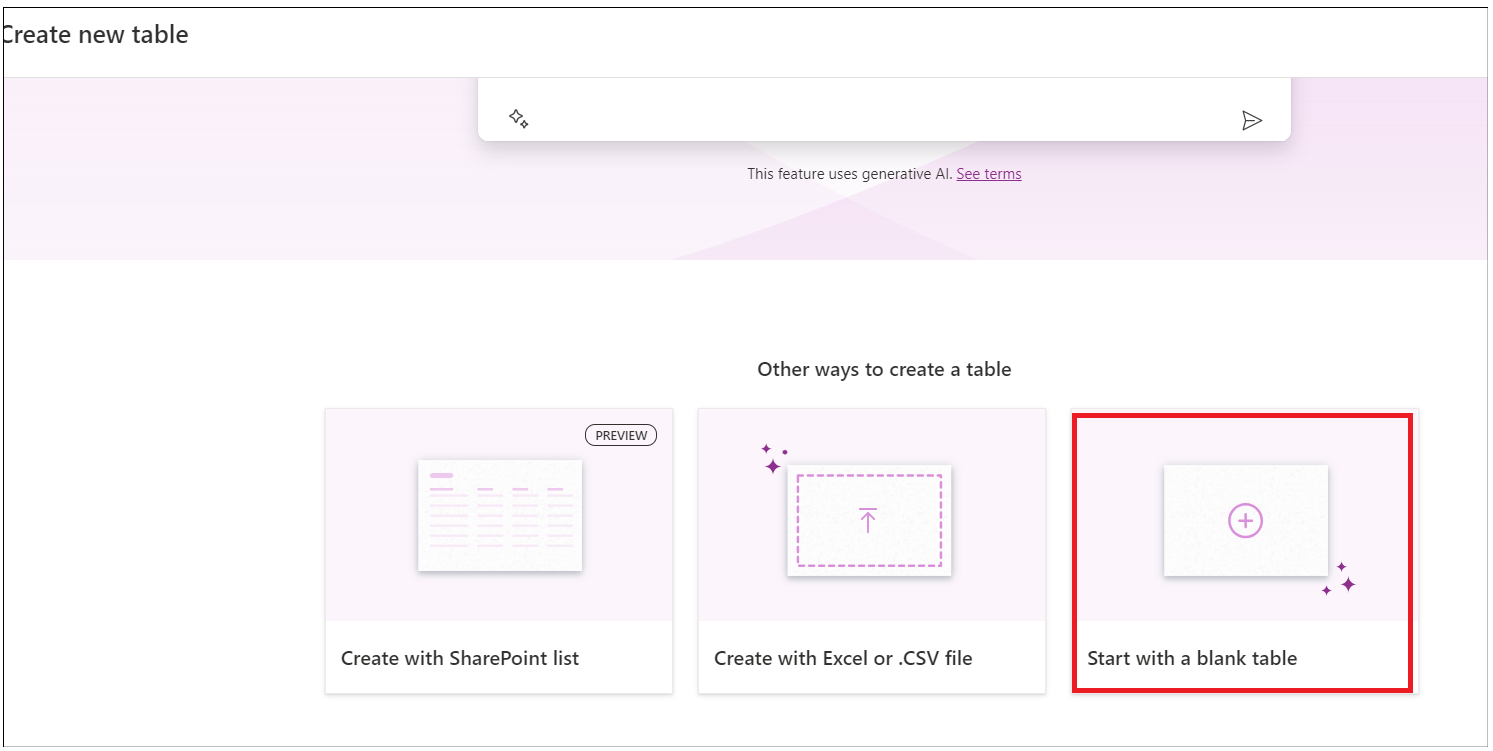 Create new table
This feature uses generative AI. See terms
Other ways to create a table
PREVIEW
Create with SharePoint list
Create with Excel or .CSV file
Start with a blank table